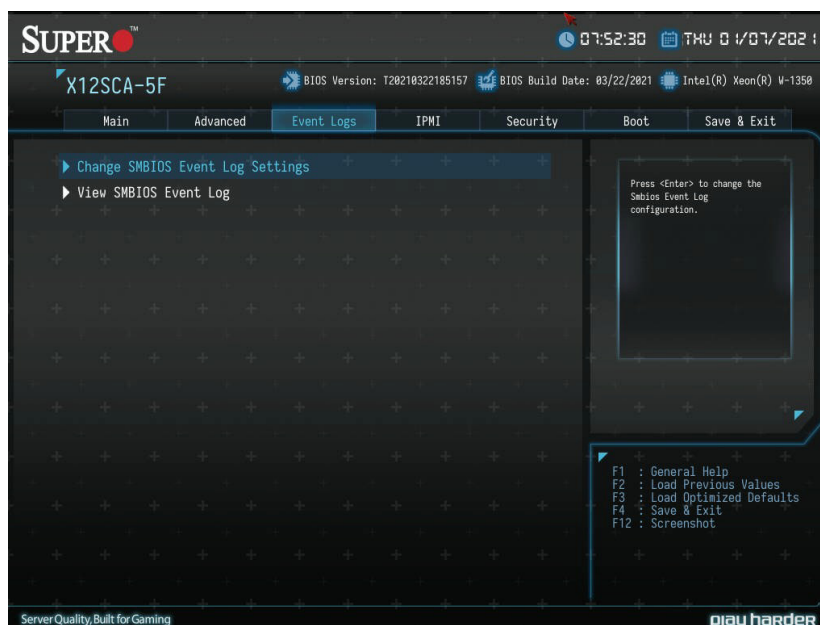 SUPER™
07:52:30 THU 01/07/2021
X12SCA-5F
BIOS Version: T20210322185157 BIOS Build Date: 03/22/2021 Intel(R) Xeon(R) W-1350
Main Advanced Event Logs IPMI Security Boot Save & Exit
Change SMBIOS Event Log Settings
View SMBIOS Event Log
Press <Enter> to change the
Smbios Event Log
configuration.
F1 : General Help
F2 : Load Previous Values
F3 : Load Optimized Defaults
F4 : Save & Exit
F12 : Screenshot
Server Quality, Built for Gaming
play harder